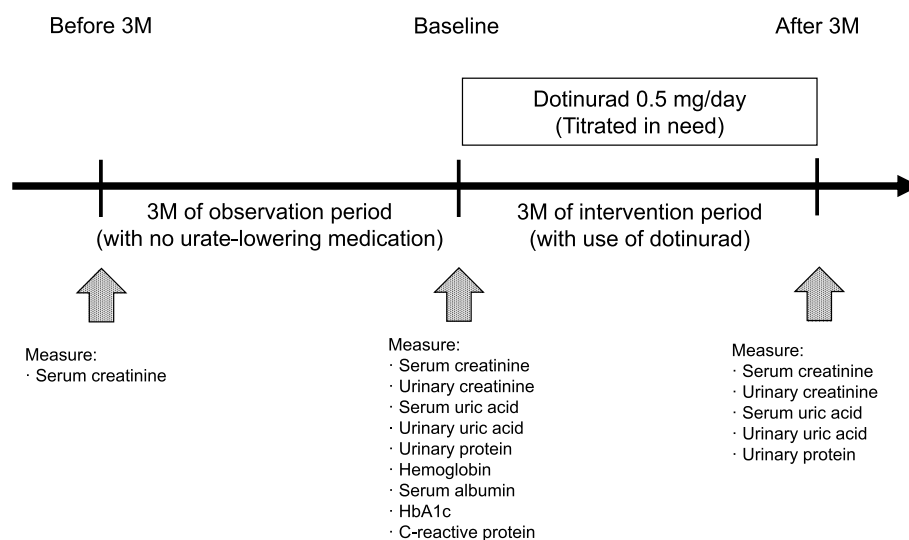 Before 3M
Baseline
After 3M
Dotinurad 0.5 mg/day
(Titrated in need)
3M of observation period
(with no urate-lowering medication)
3M of intervention period
(with use of dotinurad)
Measure:
· Serum creatinine
Measure:
· Serum creatinine
· Urinary creatinine
· Serum uric acid
· Urinary uric acid
· Urinary protein
· Hemoglobin
· Serum albumin
· HbA1c
· C-reactive protein
Measure:
· Serum creatinine
· Urinary creatinine
· Serum uric acid
· Urinary uric acid
· Urinary protein